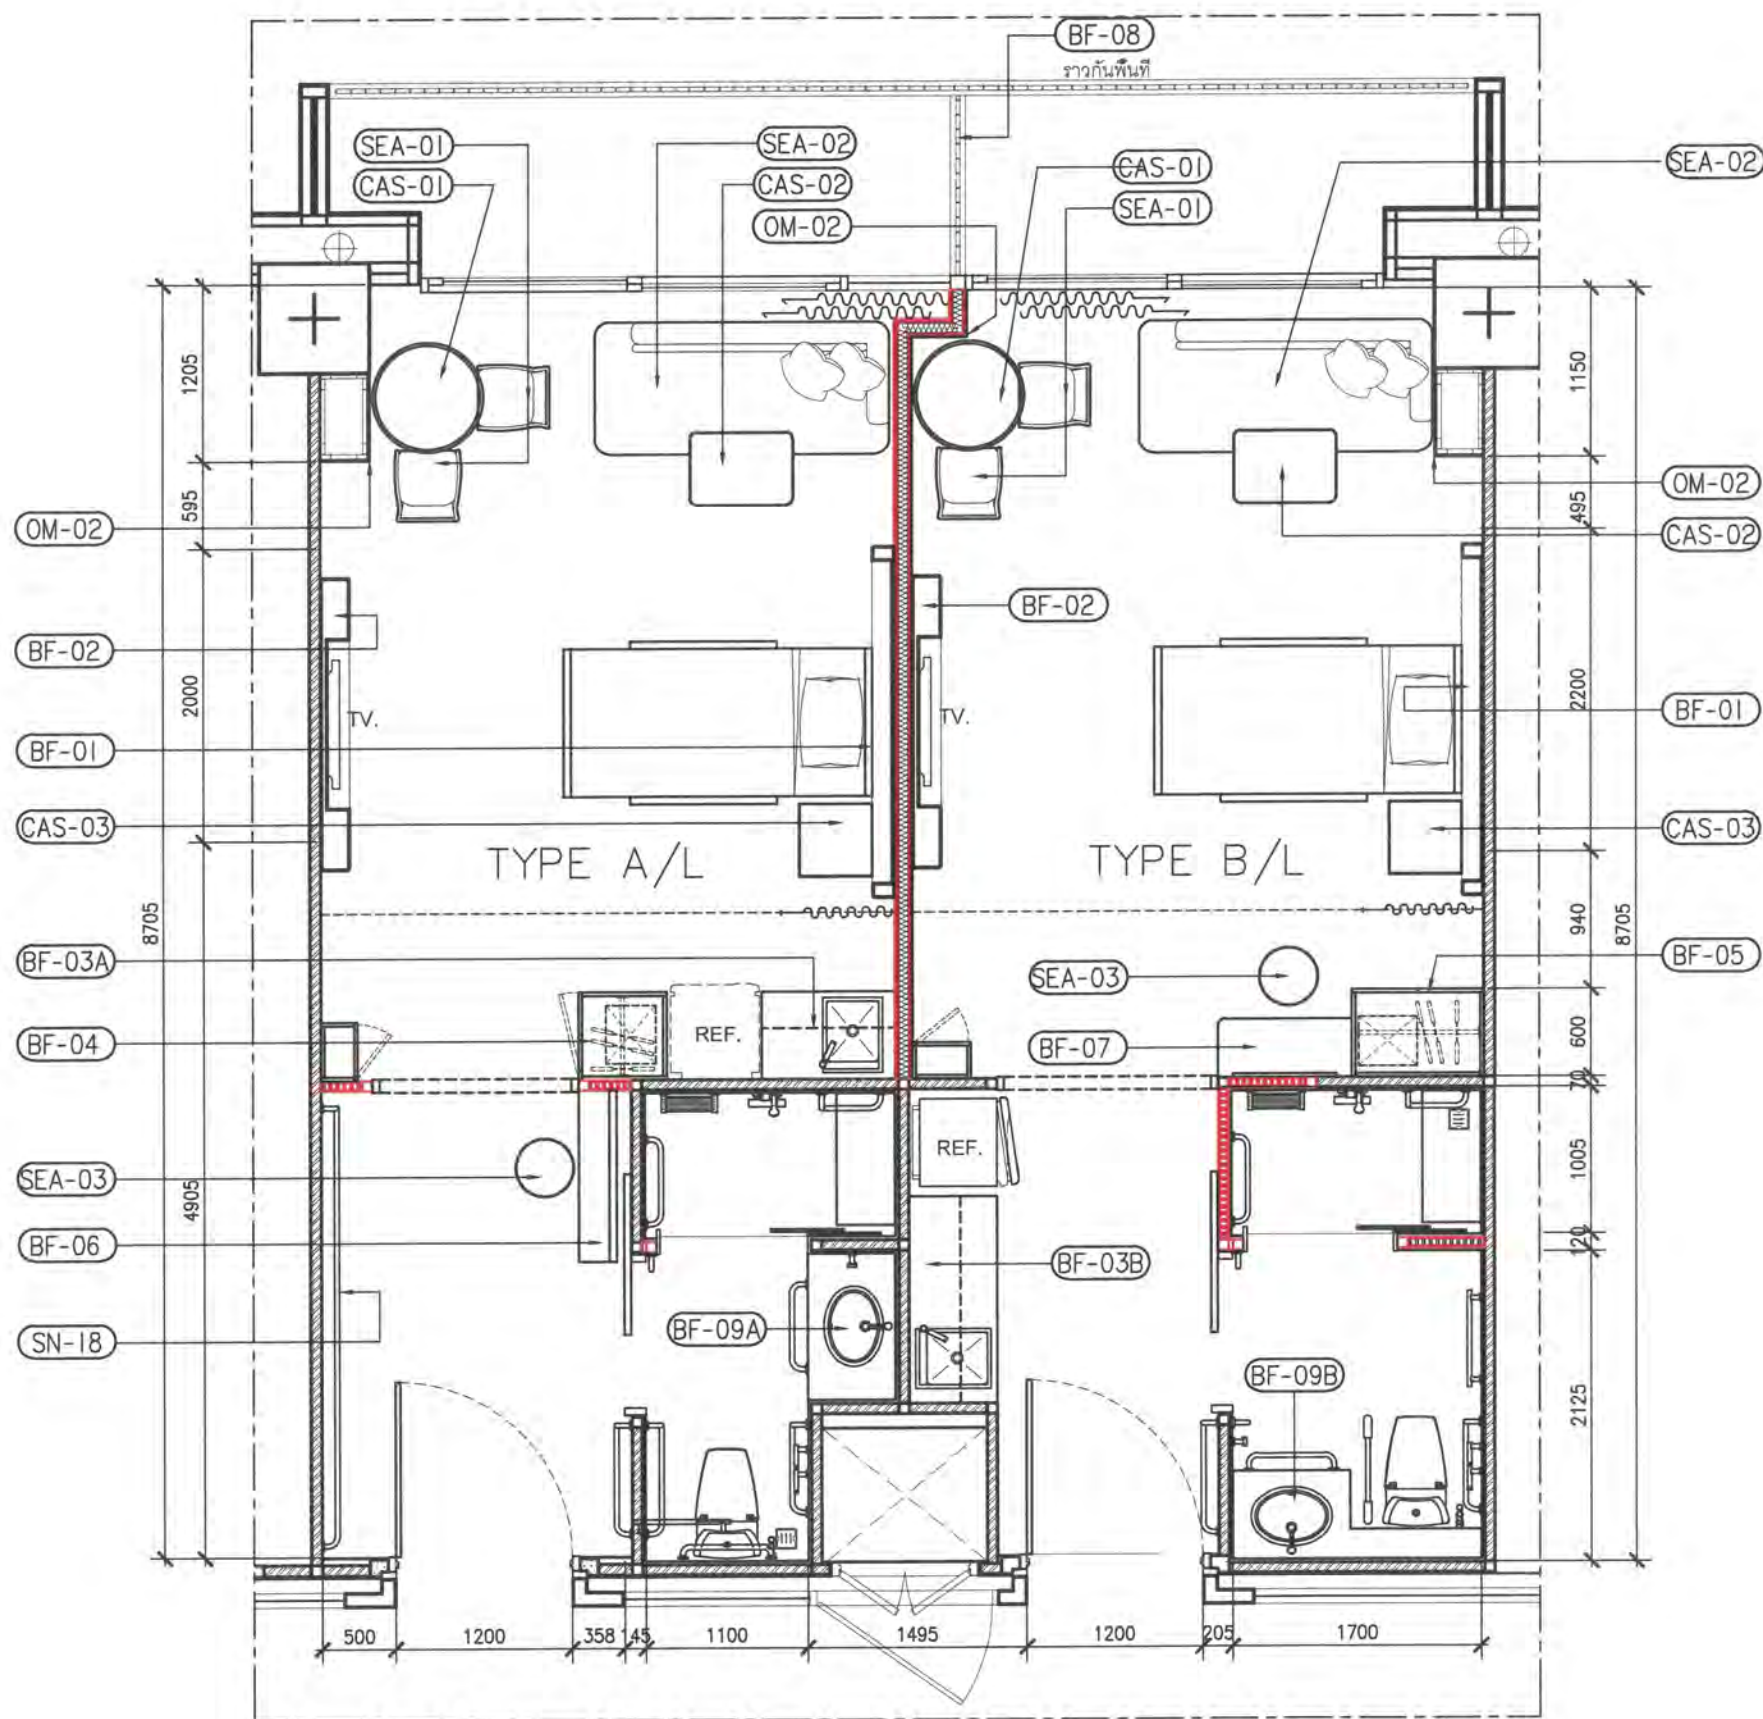 BF-08
ราวกันพื้นที่
SEA-01
SEA-02
CAS-01
SEA-02
CAS-01
CAS-02
SEA-01
OM-02
1205
1150
595
495
OM-02
OM-02
CAS-02
BF-02
BF-02
2000
2200
TV.
TV.
BF-01
BF-01
CAS-03
CAS-03
TYPE A/L
TYPE B/L
8705
8705
940
BF-03A
SEA-03
BF-05
BF-04
REF.
BF-07
600
70
REF.
1005
SEA-03
4905
BF-06
BF-03B
120
SN-18
BF-09A
BF-09B
2125
500
1200
358
145
1100
1495
1200
205
1700